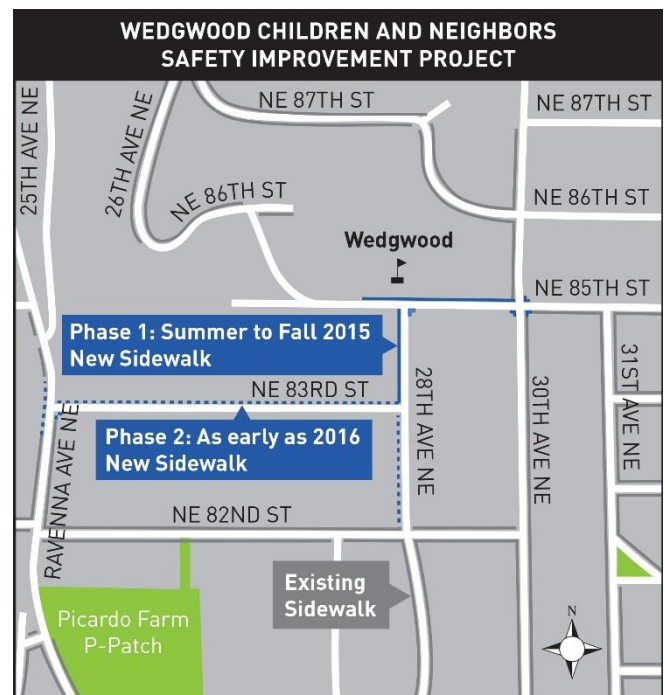 WEDGWOOD CHILDREN AND NEIGHBORS
SAFETY IMPROVEMENT PROJECT
NE 87TH ST
NE 87TH ST
25TH AVE NE
26TH AVE NE
NE 86TH ST
NE 86TH ST
Wedgwood
NE 85TH ST
Phase 1: Summer to Fall 2015
New Sidewalk
NE 83RD ST
28TH AVE NE
30TH AVE NE
31ST AVE NE
Phase 2: As early as 2016
New Sidewalk
RAVENNA AVE NE
NE 82ND ST
Existing
Sidewalk
Picardo Farm
P-Patch
N